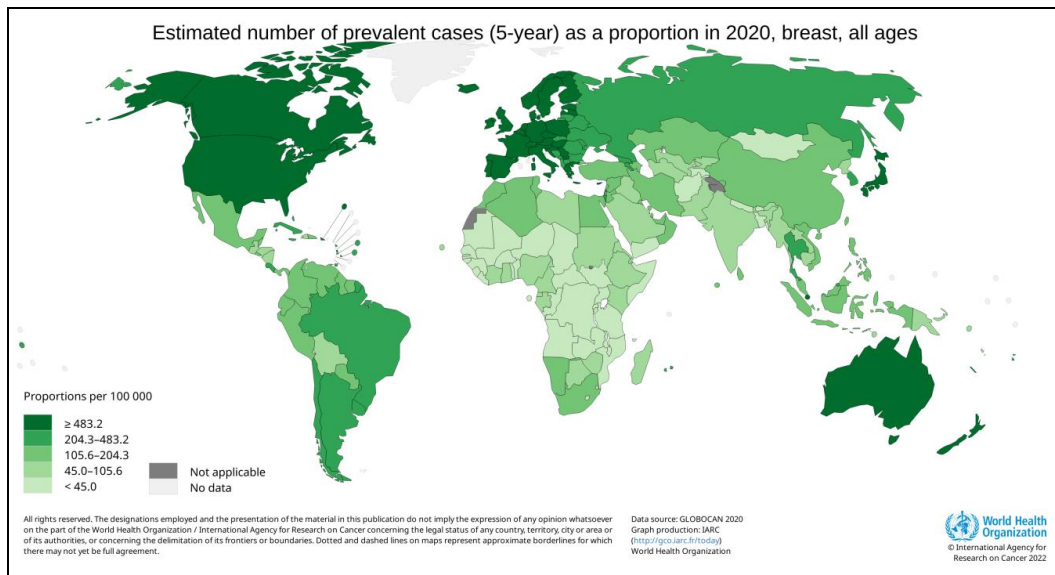 Estimated number of prevalent cases (5-year) as a proportion in 2020, breast, all ages
Proportions per 100 000
≥ 483.2
204.3–483.2
105.6–204.3
45.0–105.6
< 45.0
Not applicable
No data
All rights reserved. The designations employed and the presentation of the material in this publication do not imply the expression of any opinion whatsoever
on the part of the World Health Organization / International Agency for Research on Cancer concerning the legal status of any country, territory, city or area or
of its authorities, or concerning the delimitation of its frontiers or boundaries. Dotted and dashed lines on maps represent approximate borderlines for which
there may not yet be full agreement.
Data source: GLOBOCAN 2020
Graph production: IARC
(http://gco.iarc.fr/today)
World Health Organization
World Health
Organization
© International Agency for
Research on Cancer 2022